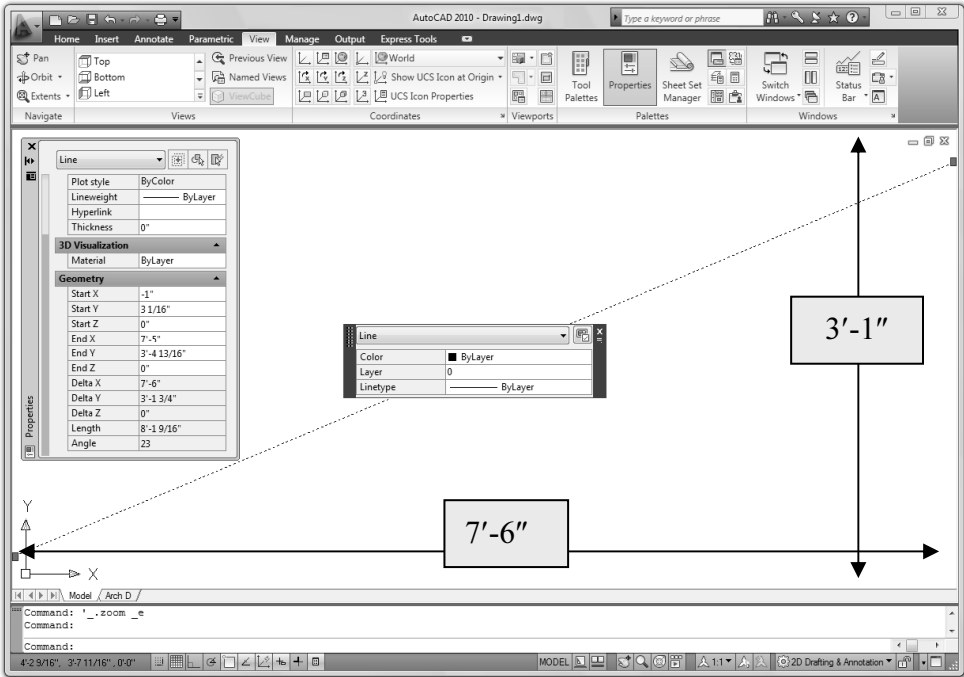 AutoCAD 2010 - Drawing1.dwg
Type a keyword or phrase
Home Insert Annotate Parametric View Manage Output Express Tools
Pan
Orbit
Extents
Navigate
Top
Bottom
Left
Previous View
Named Views
ViewCube
Views
World
Show UCS Icon at Origin
UCS Icon Properties
Coordinates
Viewports
Tool Palettes
Properties
Sheet Set Manager
Palettes
Switch Windows
Status Bar
Windows
Line
Plot style ByColor
Lineweight ByLayer
Hyperlink
Thickness 0"
3D Visualization
Material ByLayer
Geometry
Start X -1"
Start Y 3 1/16"
Start Z 0"
End X 7'-5"
End Y 3'-4 13/16"
End Z 0"
Delta X 7'-6"
Delta Y 3'-1 3/4"
Delta Z 0"
Length 8'-1 9/16"
Angle 23
Properties
Line
Color ByLayer
Layer 0
Linetype ByLayer
3′-1″
7′-6″
Y
X
Model Arch D
Command: '_.zoom _e
Command:
Command:
4'-2 9/16", 3'-7 11/16" , 0'-0"
MODEL
1:1
2D Drafting & Annotation